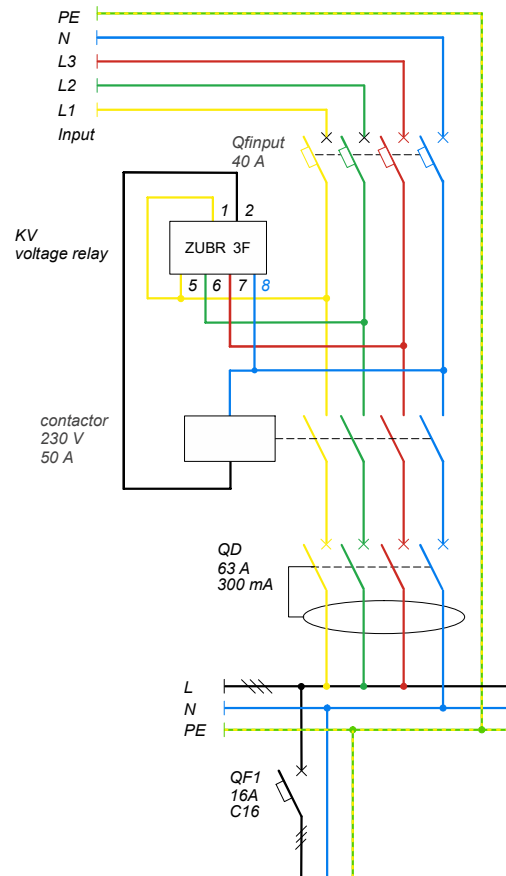 PE
N
L3
L2
L1
Input
Qfinput
40 A
1 2
KV
voltage relay
ZUBR 3F
5 6 7 8
contactor
230 V
50 A
QD
63 A
300 mA
L
N
PE
QF1
16A
C16